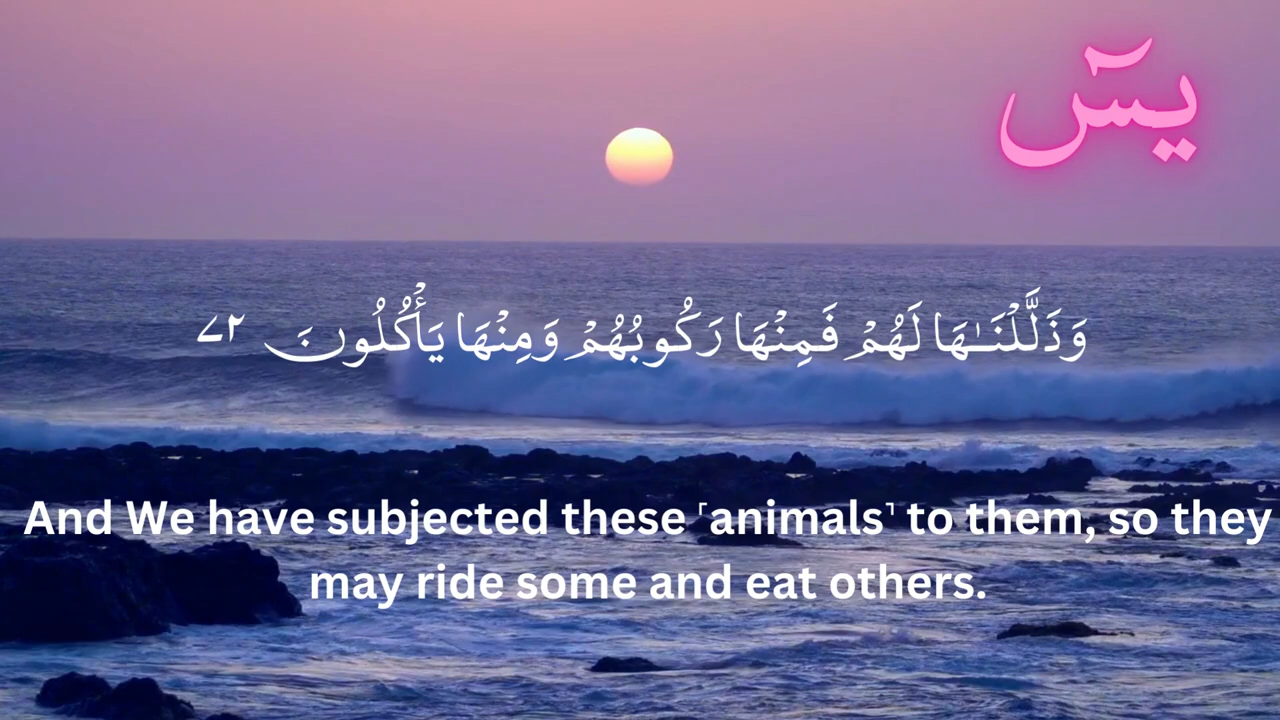 يسٓ
وَذَلَّلْنَـٰهَا لَهُمْ فَمِنْهَا رَكُوبُهُمْ وَمِنْهَا يَأْكُلُونَ ٧٢
And We have subjected these ˹animals˺ to them, so they
may ride some and eat others.